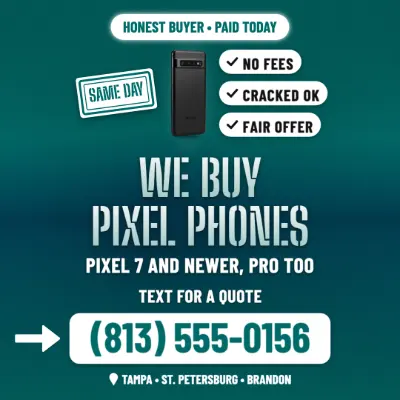 HONEST BUYER • PAID TODAY
SAME DAY
NO FEES
CRACKED OK
FAIR OFFER
WE BUY
PIXEL PHONES
PIXEL 7 AND NEWER, PRO TOO
TEXT FOR A QUOTE
(813) 555-0156
TAMPA • ST. PETERSBURG • BRANDON